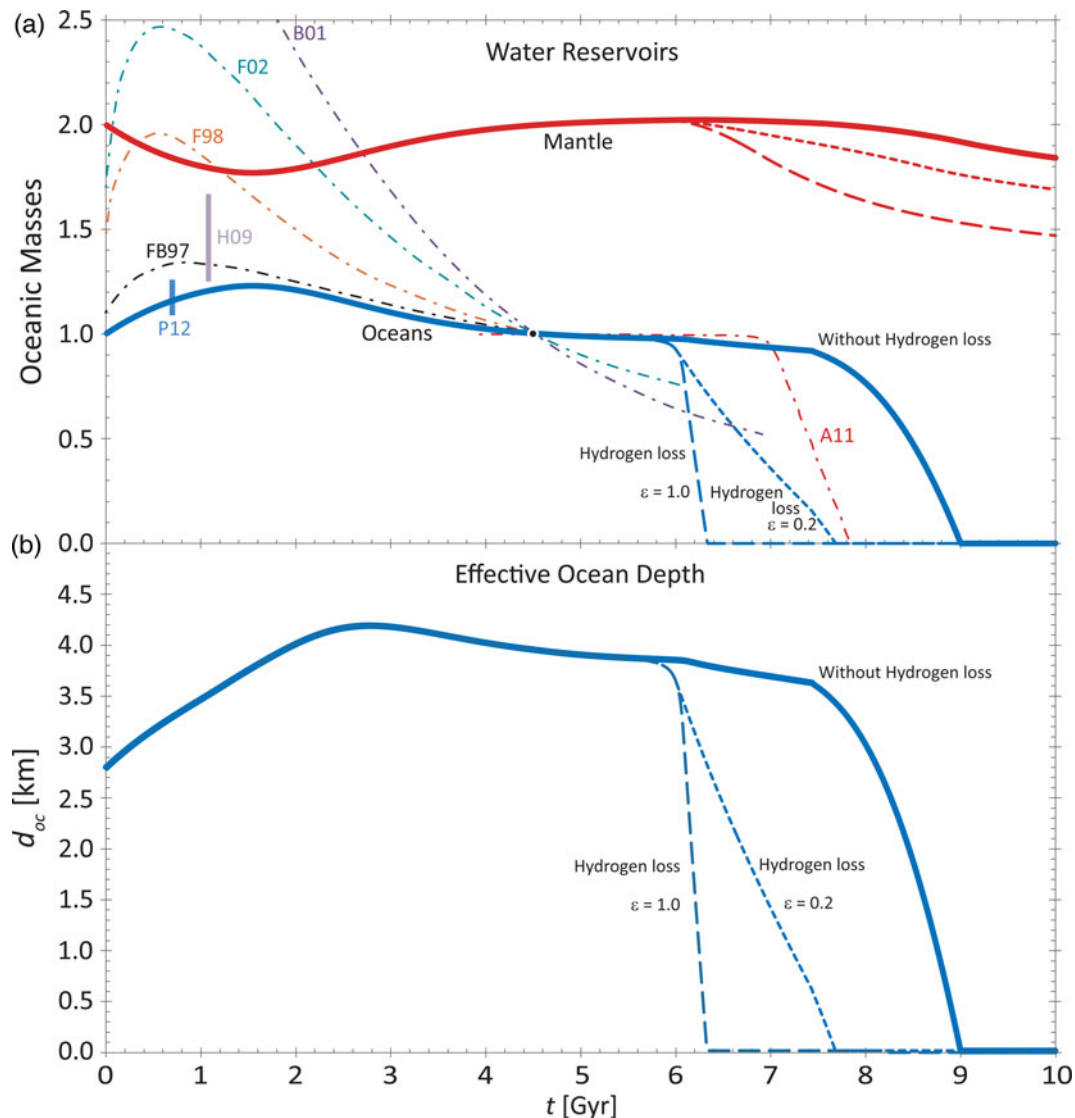 (a)
Water Reservoirs
B01
F02
F98
Mantle
H09
FB97
P12
Oceans
Without Hydrogen loss
A11
Hydrogen loss
ε = 1.0
Hydrogen
loss
ε = 0.2
Oceanic Masses
2.5
2.0
1.5
1.0
0.5
0.0
(b)
Effective Ocean Depth
Without Hydrogen loss
Hydrogen loss
ε = 1.0
Hydrogen loss
ε = 0.2
d_oc [km]
4.5
4.0
3.5
3.0
2.5
2.0
1.5
1.0
0.5
0.0
0 1 2 3 4 5 6 7 8 9 10
t [Gyr]